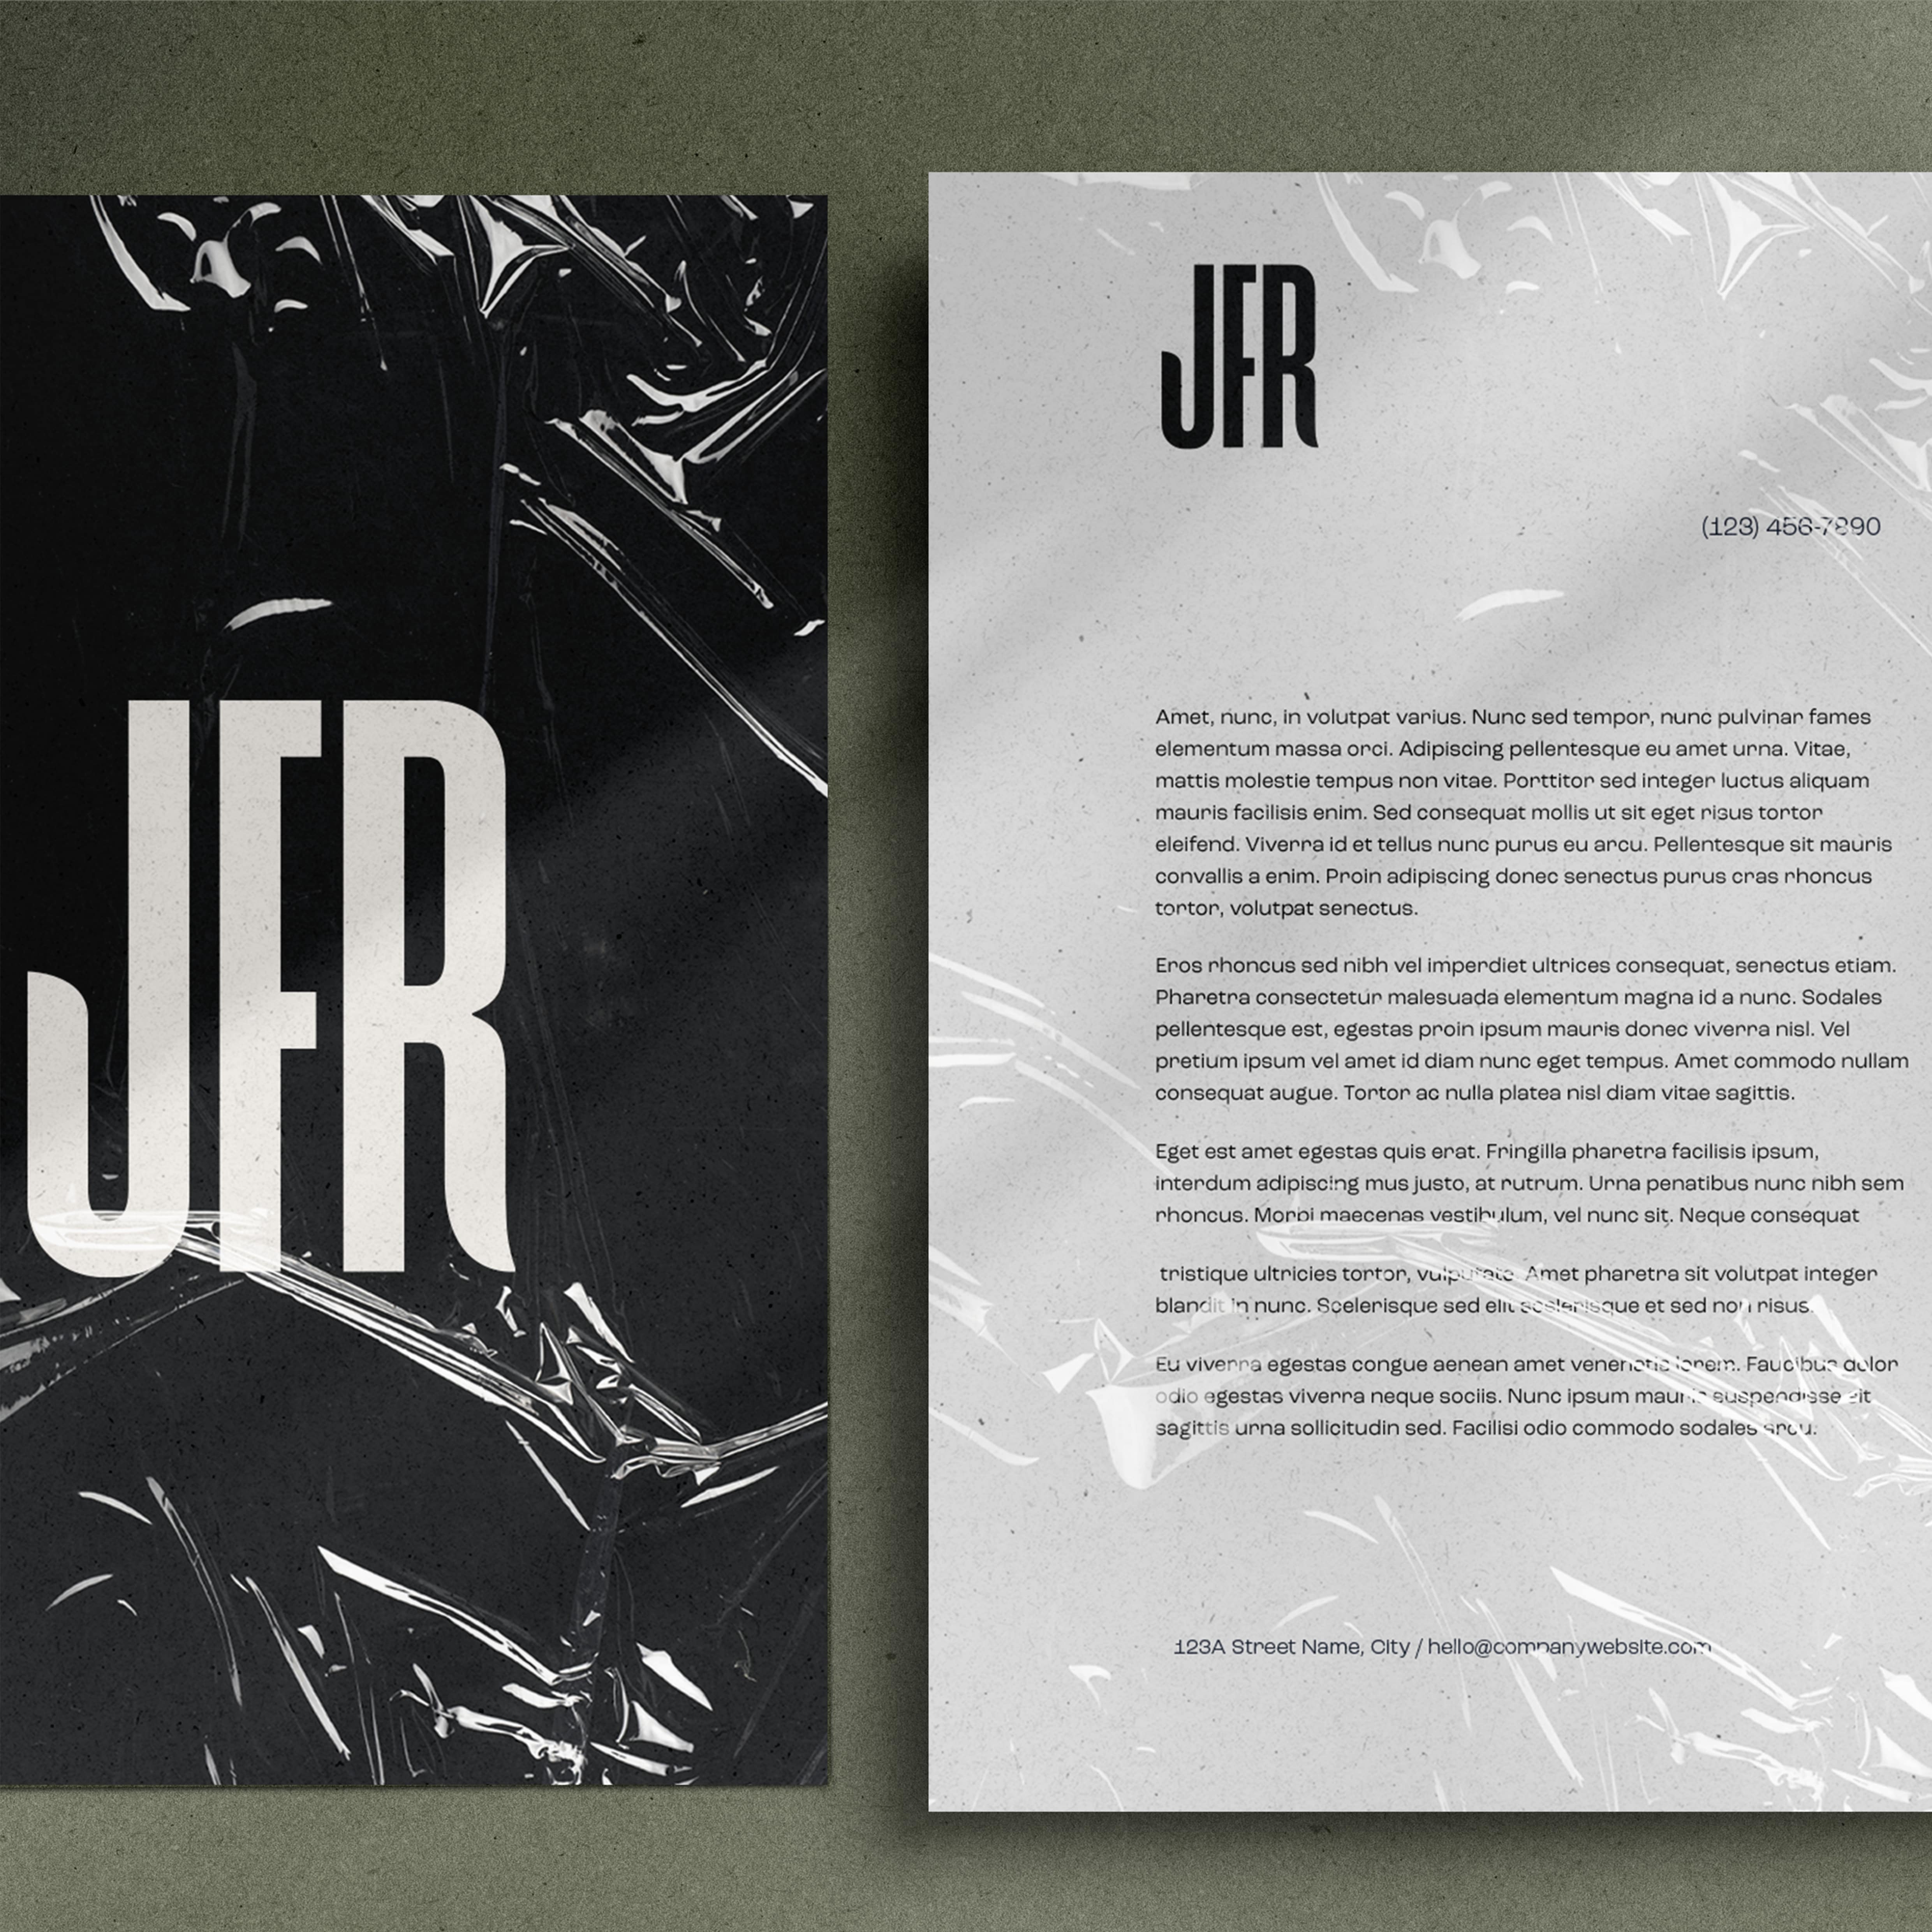 JFR
JFR
(123) 456-7890
Amet, nunc, in volutpat varius. Nunc sed tempor, nunc pulvinar fames
elementum massa orci. Adipiscing pellentesque eu amet urna. Vitae,
mattis molestie tempus non vitae. Porttitor sed integer luctus aliquam
mauris facilisis enim. Sed consequat mollis ut sit eget risus tortor
eleifend. Viverra id et tellus nunc purus eu arcu. Pellentesque sit mauris
convallis a enim. Proin adipiscing donec senectus purus cras rhoncus
tortor, volutpat senectus.
Eros rhoncus sed nibh vel imperdiet ultrices consequat, senectus etiam.
Pharetra consectetur malesuada elementum magna id a nunc. Sodales
pellentesque est, egestas proin ipsum mauris donec viverra nisl. Vel
pretium ipsum vel amet id diam nunc eget tempus. Amet commodo nullam
consequat augue. Tortor ac nulla platea nisl diam vitae sagittis.
Eget est amet egestas quis erat. Fringilla pharetra facilisis ipsum,
interdum adipiscing mus justo, at rutrum. Urna penatibus nunc nibh sem
rhoncus. Morbi maecenas vestibulum, vel nunc sit. Neque consequat
tristique ultricies tortor, vulputate. Amet pharetra sit volutpat integer
blandit in nunc. Scelerisque sed elit scelerisque et sed non risus.
Eu viverra egestas congue aenean amet venenatis lorem. Faucibus dolor
odio egestas viverra neque sociis. Nunc ipsum mauris suspendisse elit
sagittis urna sollicitudin sed. Facilisi odio commodo sodales arcu.
123A Street Name, City / hello@companywebsite.com